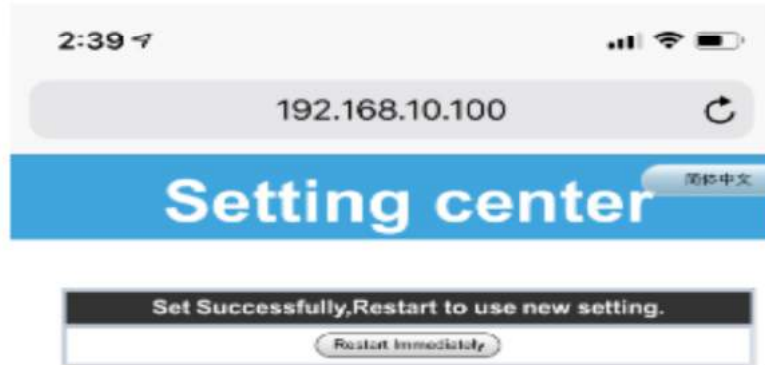 2:39
192.168.10.100
Setting center
简体中文
Set Successfully,Restart to use new setting.
Restart Immediately